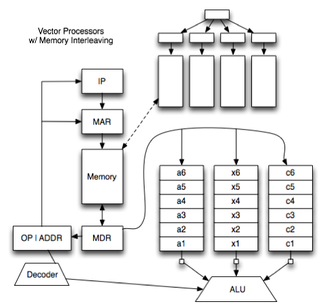 Vector Processors
w/ Memory Interleaving
IP
MAR
Memory
OP | ADDR
MDR
Decoder
a6
a5
a4
a3
a2
a1
x6
x5
x4
x3
x2
x1
c6
c5
c4
c3
c2
c1
ALU